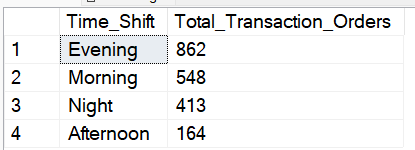 Time_Shift Total_Transaction_Orders
1 Evening 862
2 Morning 548
3 Night 413
4 Afternoon 164